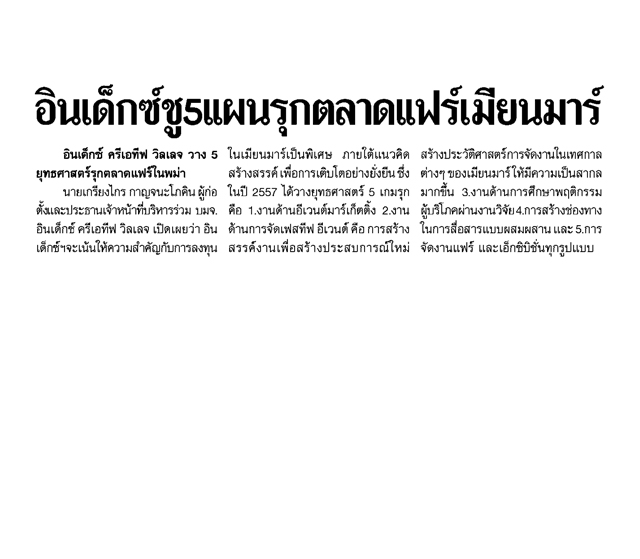 อินเด็กซ์ชู5แผนรุกตลาดแฟร์เมียนมาร์
อินเด็กซ์ ครีเอทีฟ วิลเลจ วาง 5
ยุทธศาสตร์รุกตลาดแฟร์ในพม่า
นายเกรียงไกร กาญจนะโภคิน ผู้ก่อ
ตั้งและประธานเจ้าหน้าที่บริหารร่วม บมจ.
อินเด็กซ์ ครีเอทีฟ วิลเลจ เปิดเผยว่า อิน
เด็กซ์ฯจะเน้นให้ความสำคัญกับการลงทุน
ในเมียนมาร์เป็นพิเศษ ภายใต้แนวคิด
สร้างสรรค์ เพื่อการเติบโตอย่างยั่งยืน ซึ่ง
ในปี 2557 ได้วางยุทธศาสตร์ 5 เกมรุก
คือ 1.งานด้านอีเวนต์มาร์เก็ตติ้ง 2.งาน
ด้านการจัดเฟสทีฟ อีเวนต์ คือ การสร้าง
สรรค์งานเพื่อสร้างประสบการณ์ใหม่
สร้างประวัติศาสตร์การจัดงานในเทศกาล
ต่างๆ ของเมียนมาร์ ให้มีความเป็นสากล
มากขึ้น 3.งานด้านการศึกษาพฤติกรรม
ผู้บริโภคผ่านงานวิจัย 4.การสร้างช่องทาง
ในการสื่อสารแบบผสมผสาน และ 5.การ
จัดงานแฟร์ และเอ็กซิบิชั่นทุกรูปแบบ